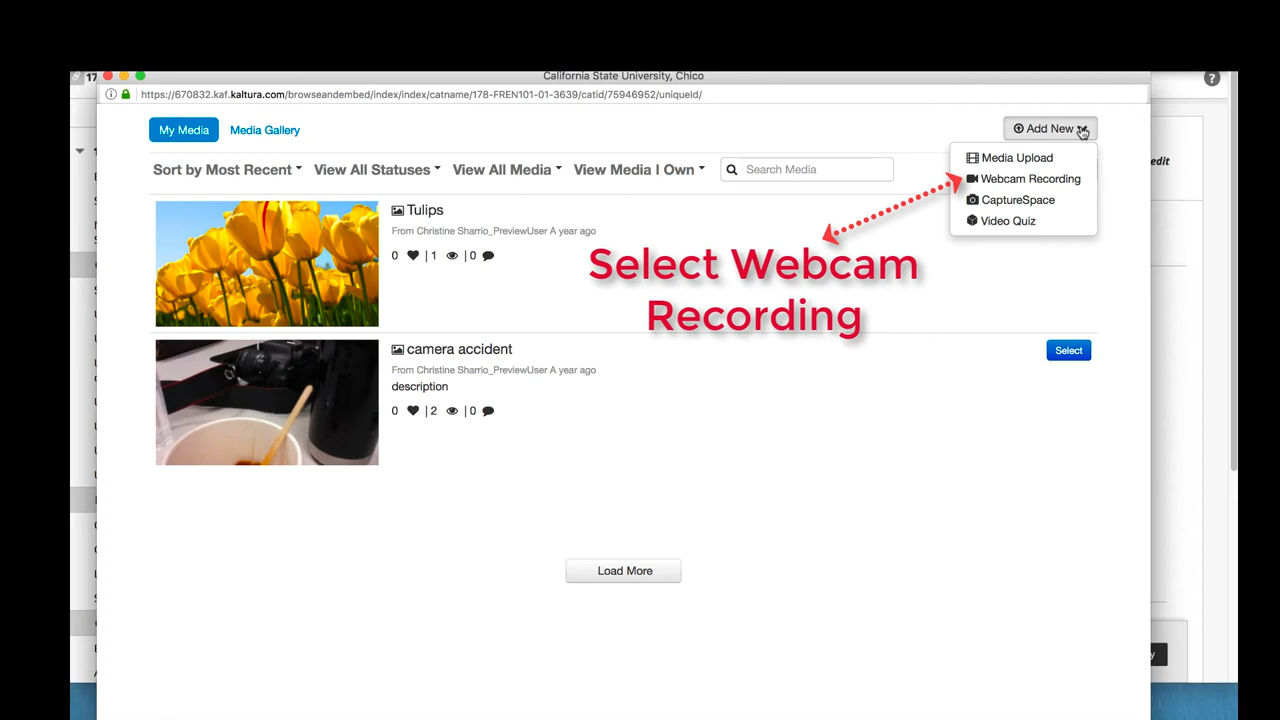 17
California State University, Chico
https://670832.kaf.kaltura.com/browseandembed/index/index/catname/178-FREN101-01-3639/catid/75946952/uniqueId/
My Media
Media Gallery
Add New
edit
Media Upload
Webcam Recording
CaptureSpace
Video Quiz
Sort by Most Recent
View All Statuses
View All Media
View Media I Own
Search Media
Tulips
From Christine Sharrio_PreviewUser A year ago
0 | 1 | 0
Select Webcam
Recording
camera accident
Select
From Christine Sharrio_PreviewUser A year ago
description
0 | 2 | 0
Load More